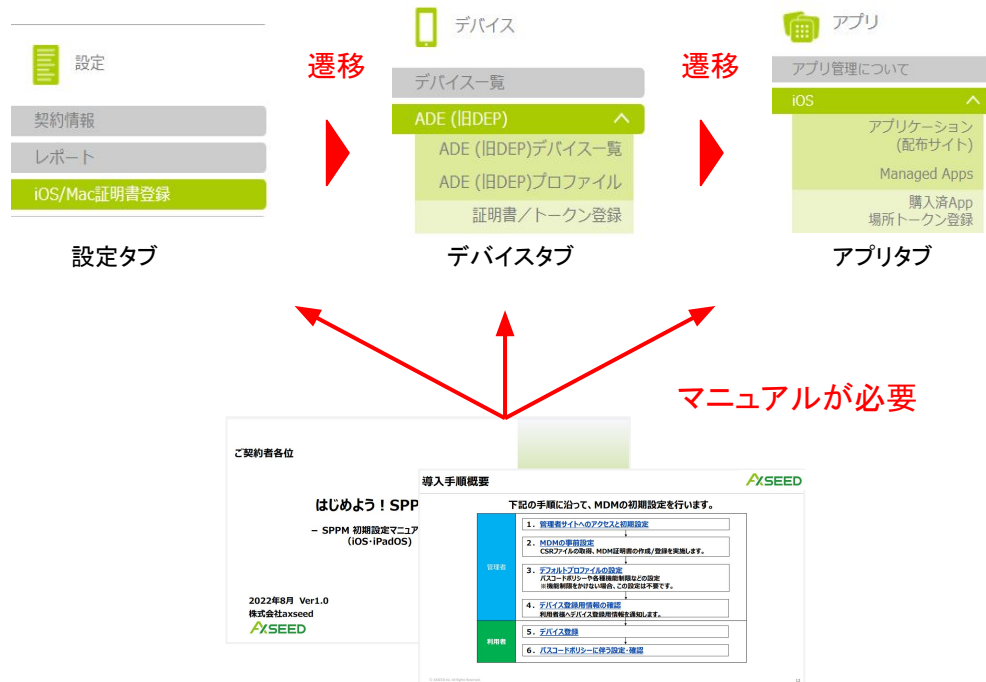 設定
契約情報
レポート
iOS/Mac証明書登録
設定タブ
遷移
デバイス
デバイス一覧
ADE (旧DEP)
ADE (旧DEP)デバイス一覧
ADE (旧DEP)プロファイル
証明書／トークン登録
デバイスタブ
遷移
アプリ
アプリ管理について
iOS
アプリケーション
(配布サイト)
Managed Apps
購入済App
場所トークン登録
アプリタブ
マニュアルが必要
ご契約者各位
はじめよう！SPP
– SPPM 初期設定マニュア
(iOS・iPadOS)
2022年8月 Ver1.0
株式会社axseed
AXSEED
導入手順概要
AXSEED
下記の手順に沿って、MDMの初期設定を行います。
管理者
1．管理者サイトへのアクセスと初期設定
2．MDMの事前設定
CSRファイルの取得、MDM証明書の作成/登録を実施します。
3．デフォルトプロファイルの設定
パスコードポリシーや各種機能制限などの設定
※機能制限をかけない場合、この設定は不要です。
4．デバイス登録用情報の確認
利用者様へデバイス登録用情報を通知します。
利用者
5．デバイス登録
6．パスコードポリシーに伴う設定・確認